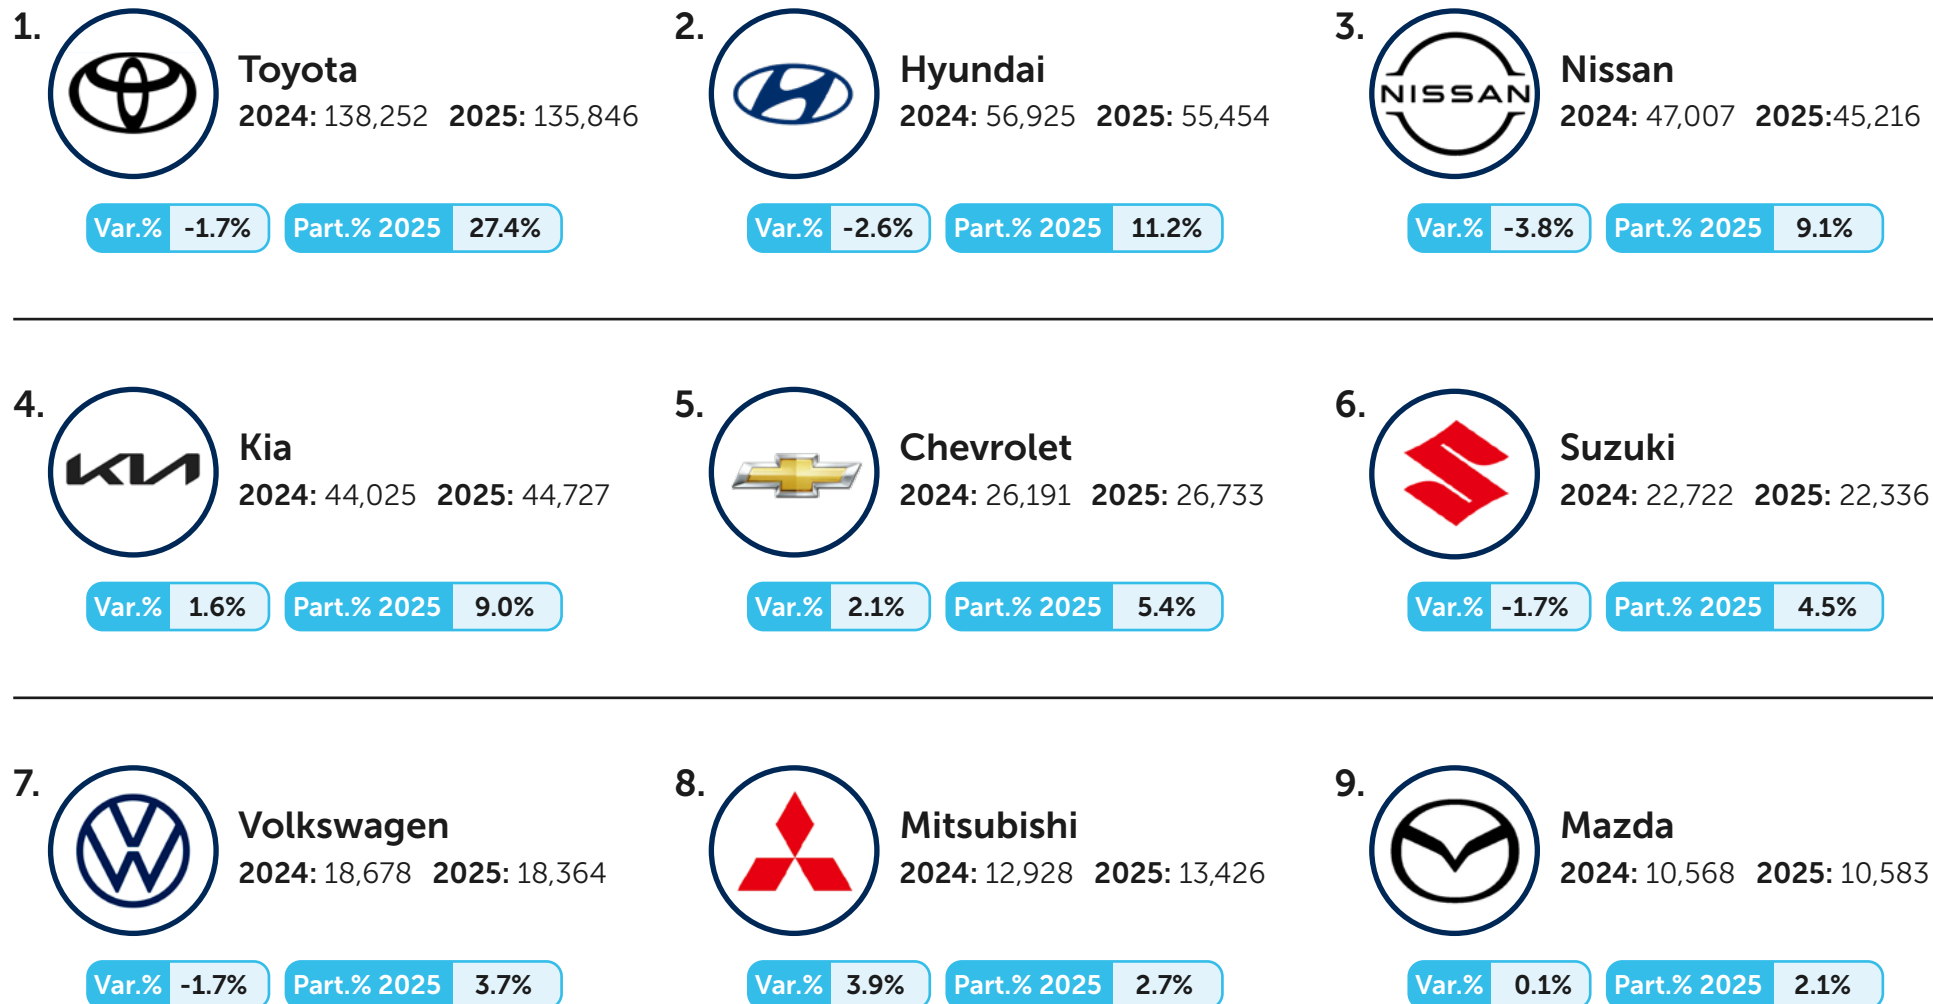 1.
Toyota
2024: 138,252 2025: 135,846
Var.% -1.7% Part.% 2025 27.4%
2.
Hyundai
2024: 56,925 2025: 55,454
Var.% -2.6% Part.% 2025 11.2%
3.
NISSAN
Nissan
2024: 47,007 2025:45,216
Var.% -3.8% Part.% 2025 9.1%
4.
KIA
Kia
2024: 44,025 2025: 44,727
Var.% 1.6% Part.% 2025 9.0%
5.
Chevrolet
2024: 26,191 2025: 26,733
Var.% 2.1% Part.% 2025 5.4%
6.
Suzuki
2024: 22,722 2025: 22,336
Var.% -1.7% Part.% 2025 4.5%
7.
Volkswagen
2024: 18,678 2025: 18,364
Var.% -1.7% Part.% 2025 3.7%
8.
Mitsubishi
2024: 12,928 2025: 13,426
Var.% 3.9% Part.% 2025 2.7%
9.
Mazda
2024: 10,568 2025: 10,583
Var.% 0.1% Part.% 2025 2.1%